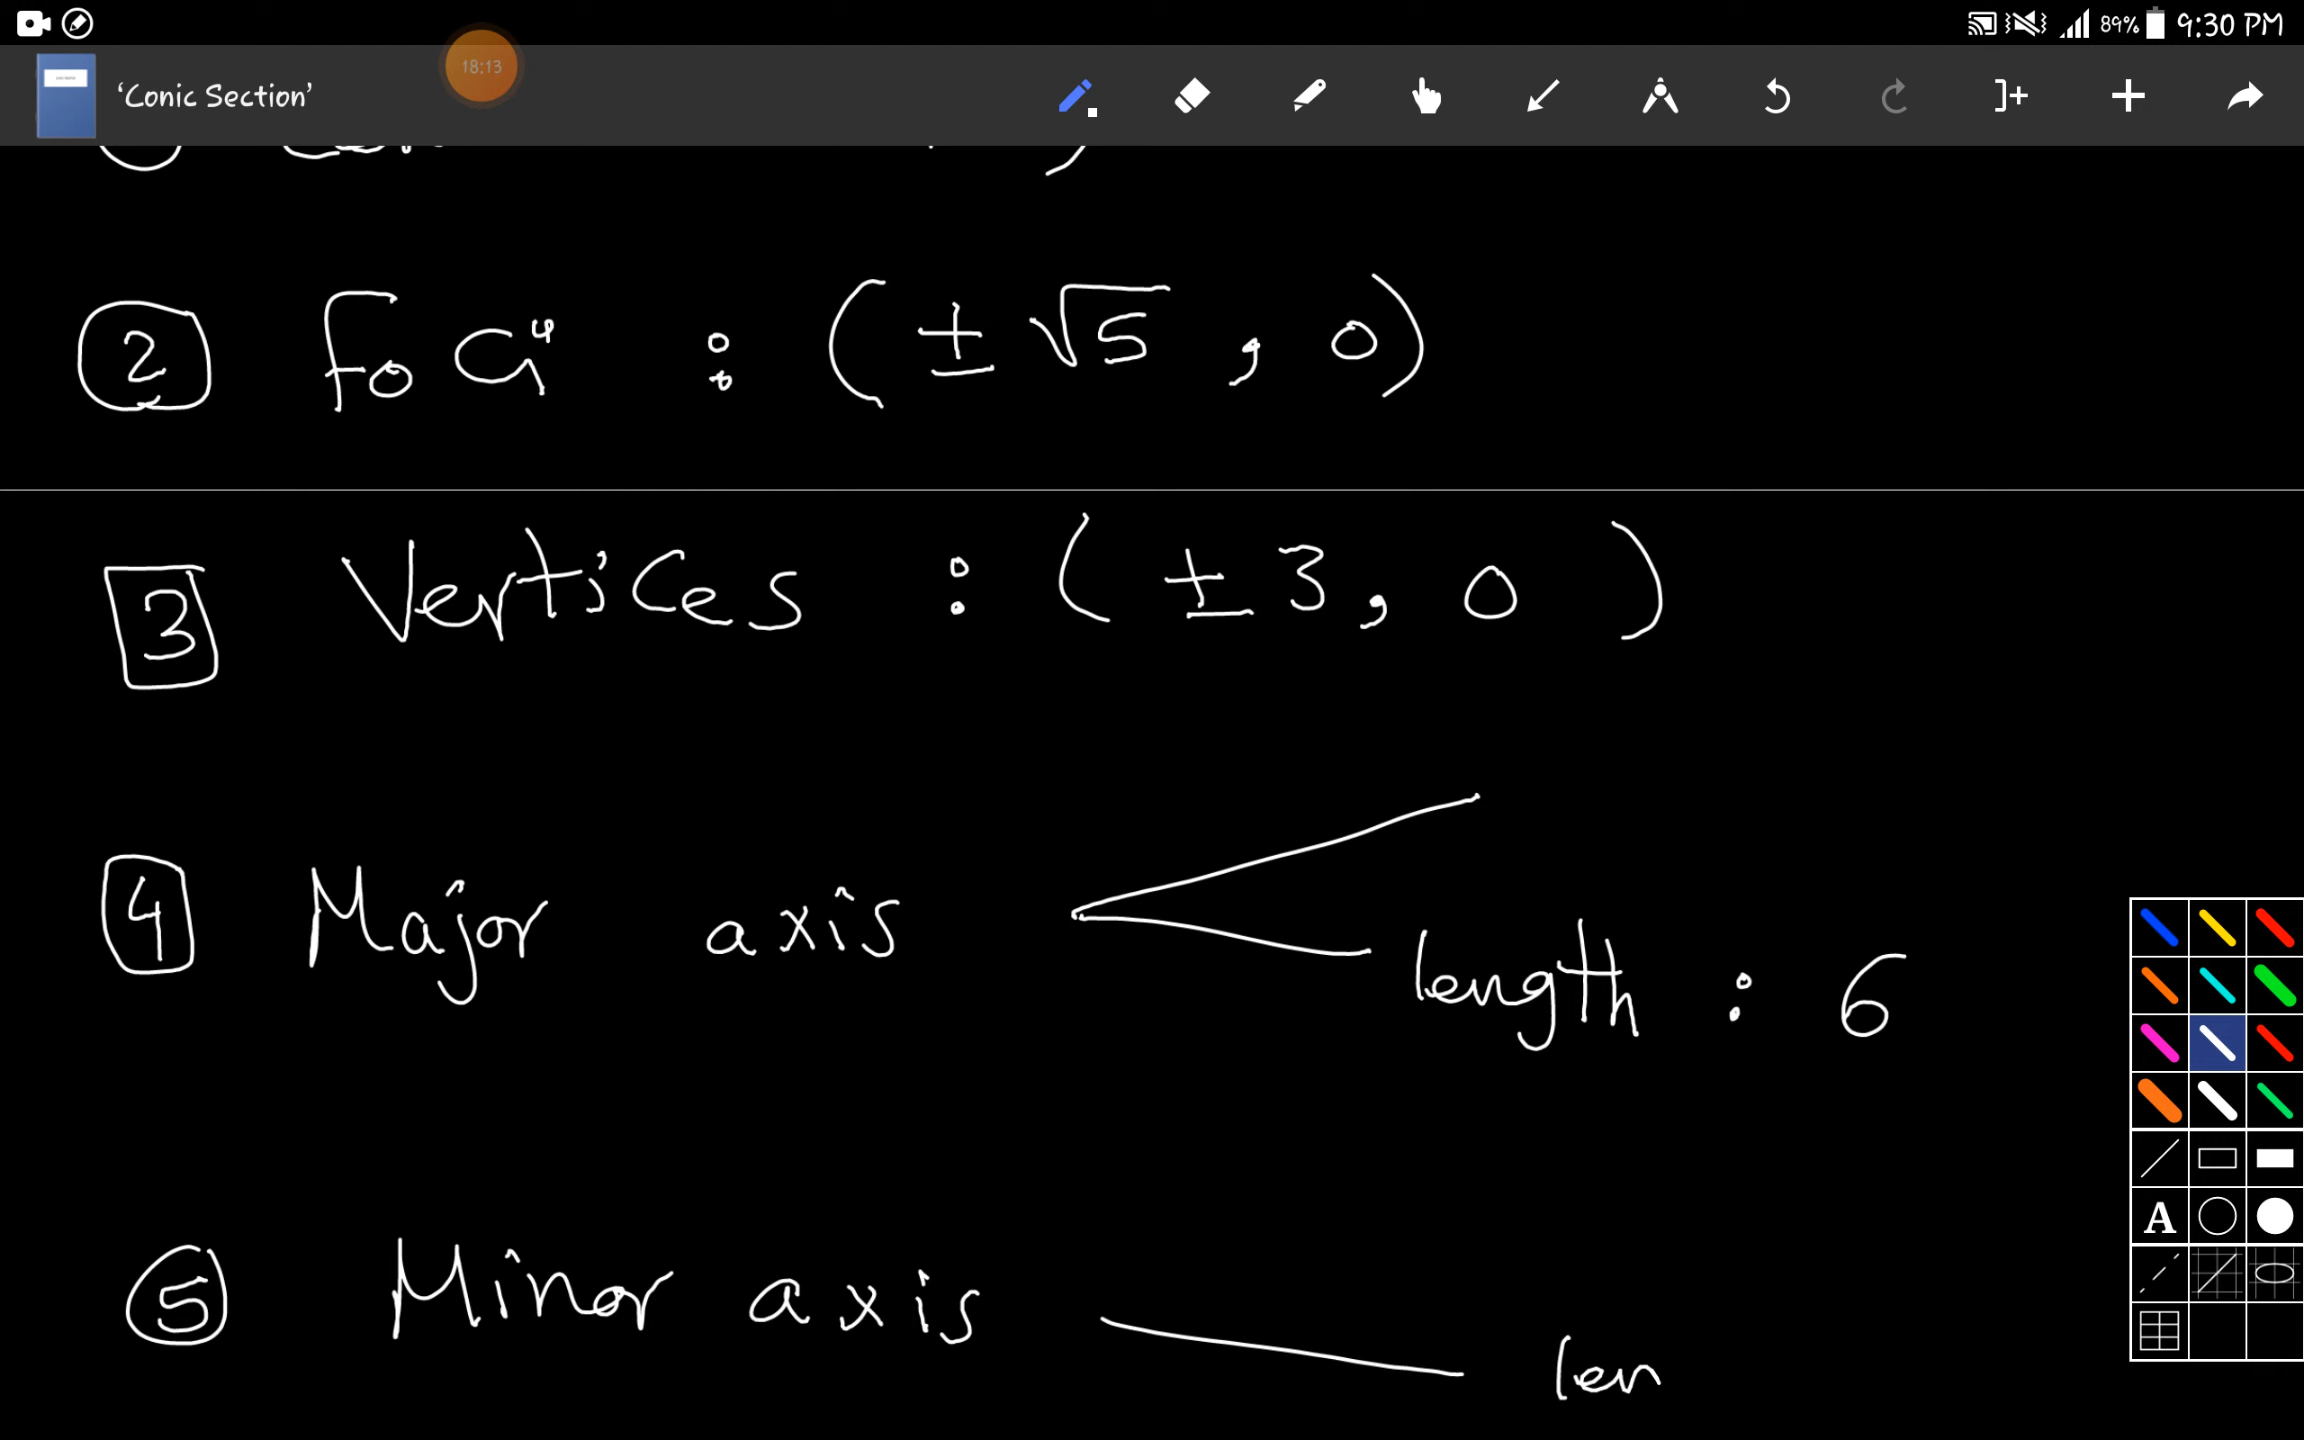 89% 9:30 PM
'Conic Section' 18:13
2 Foci : (± √5 , 0)
3 Vertices : ( ± 3 , 0 )
4 Major axis
length : 6
5 Minor axis
len
A